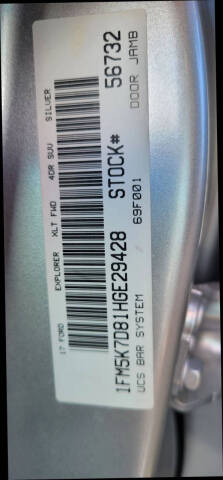 17 FORD EXPLORER XLT FWD 4DR SUV SILVER
1FM5K7D81HGE29428 STOCK# 56732
UCS BAR SYSTEM 69F001 DOOR JAMB